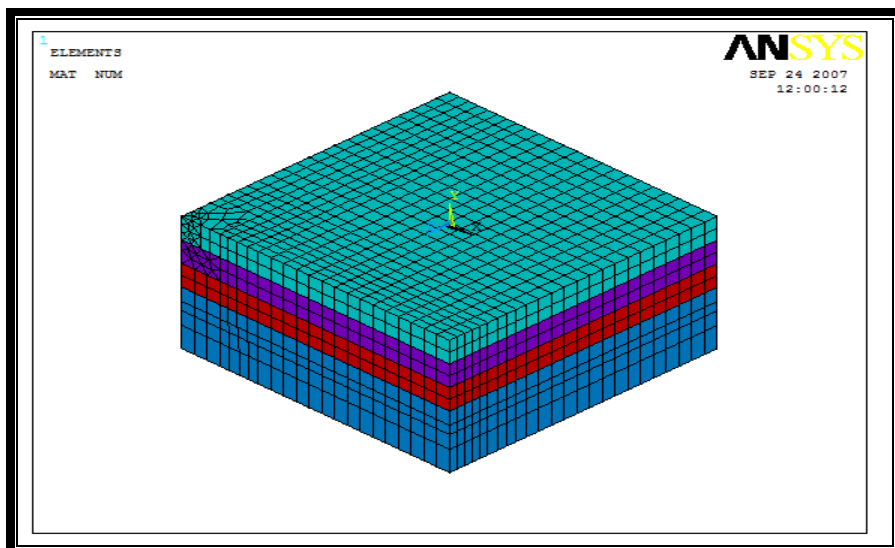 1
ELEMENTS
MAT NUM
ANSYS
SEP 24 2007
12:00:12
Y
X